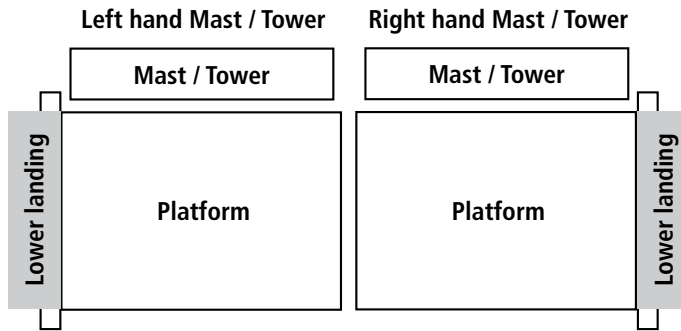 Left hand Mast / Tower
Right hand Mast / Tower
Mast / Tower
Mast / Tower
Lower landing
Platform
Platform
Lower landing